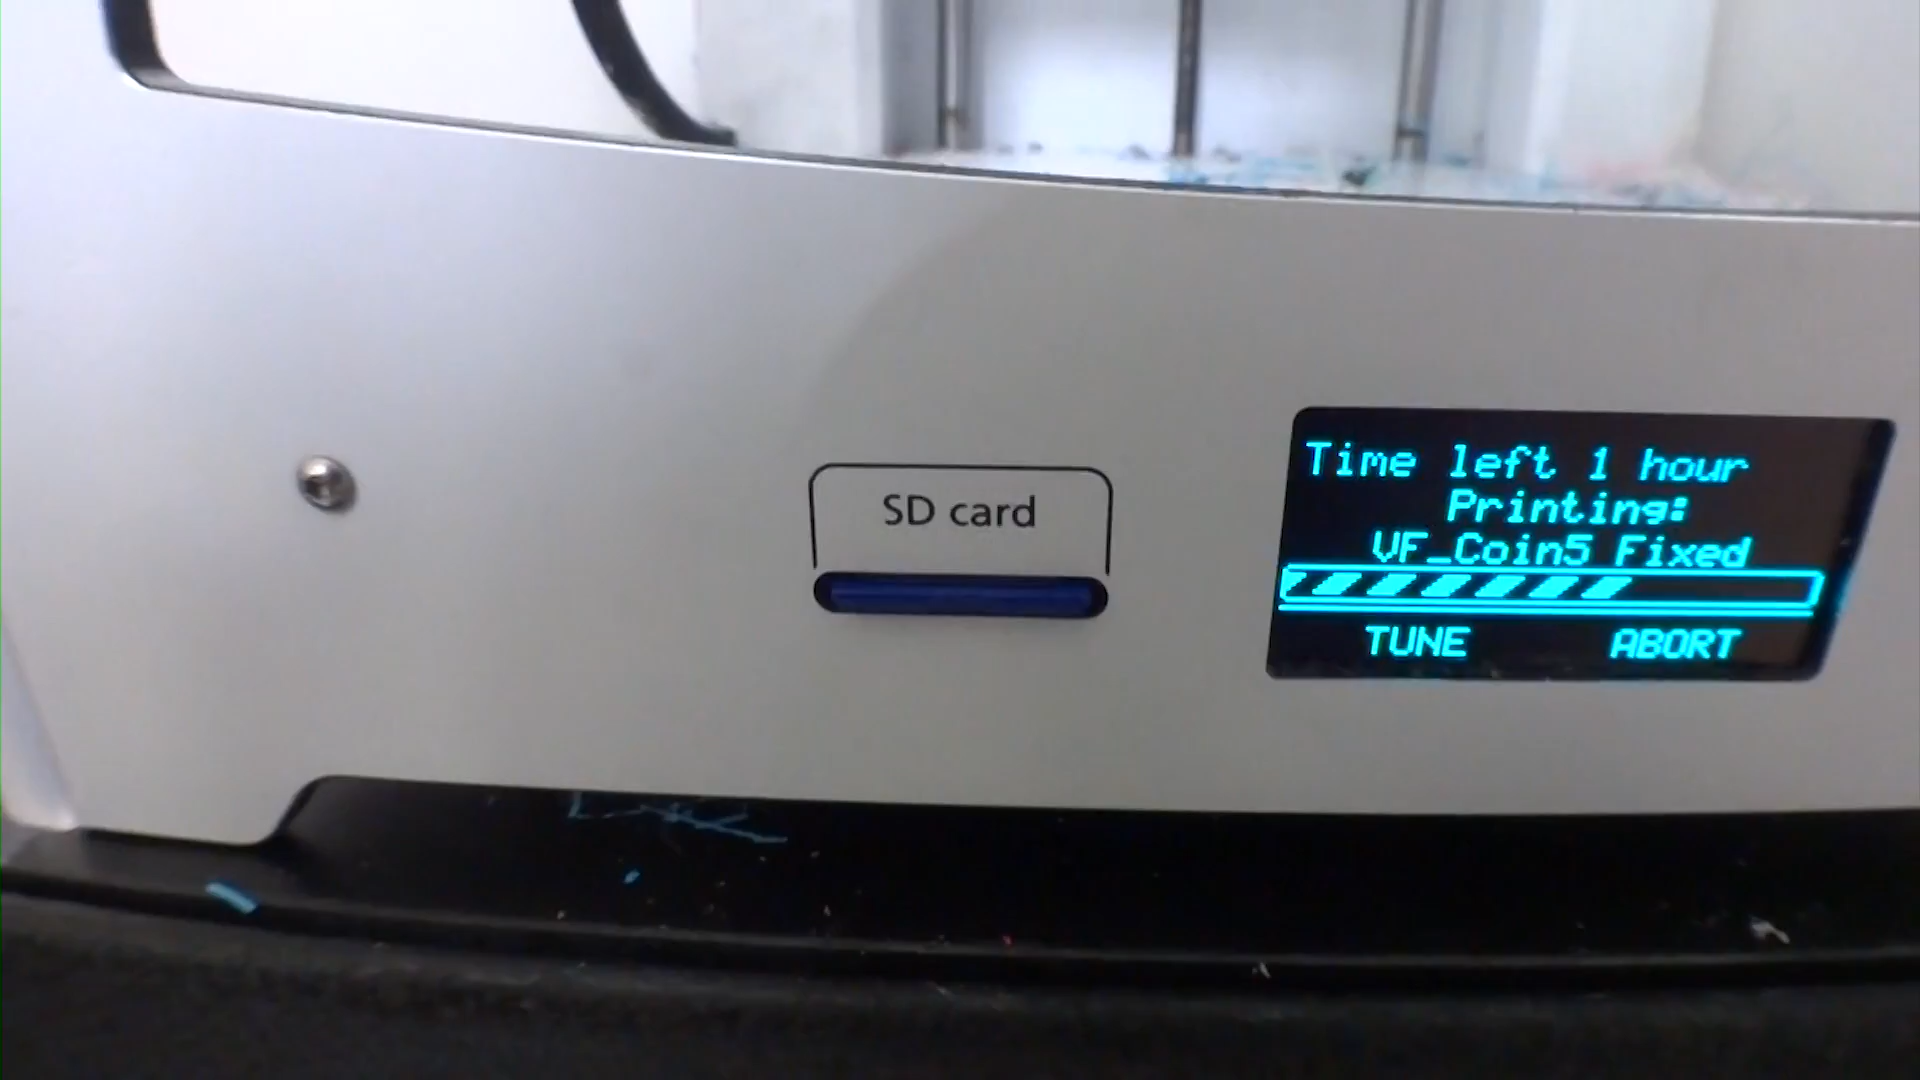 SD card
Time left 1 hour
Printing:
VF_Coin5 Fixed
TUNE ABORT